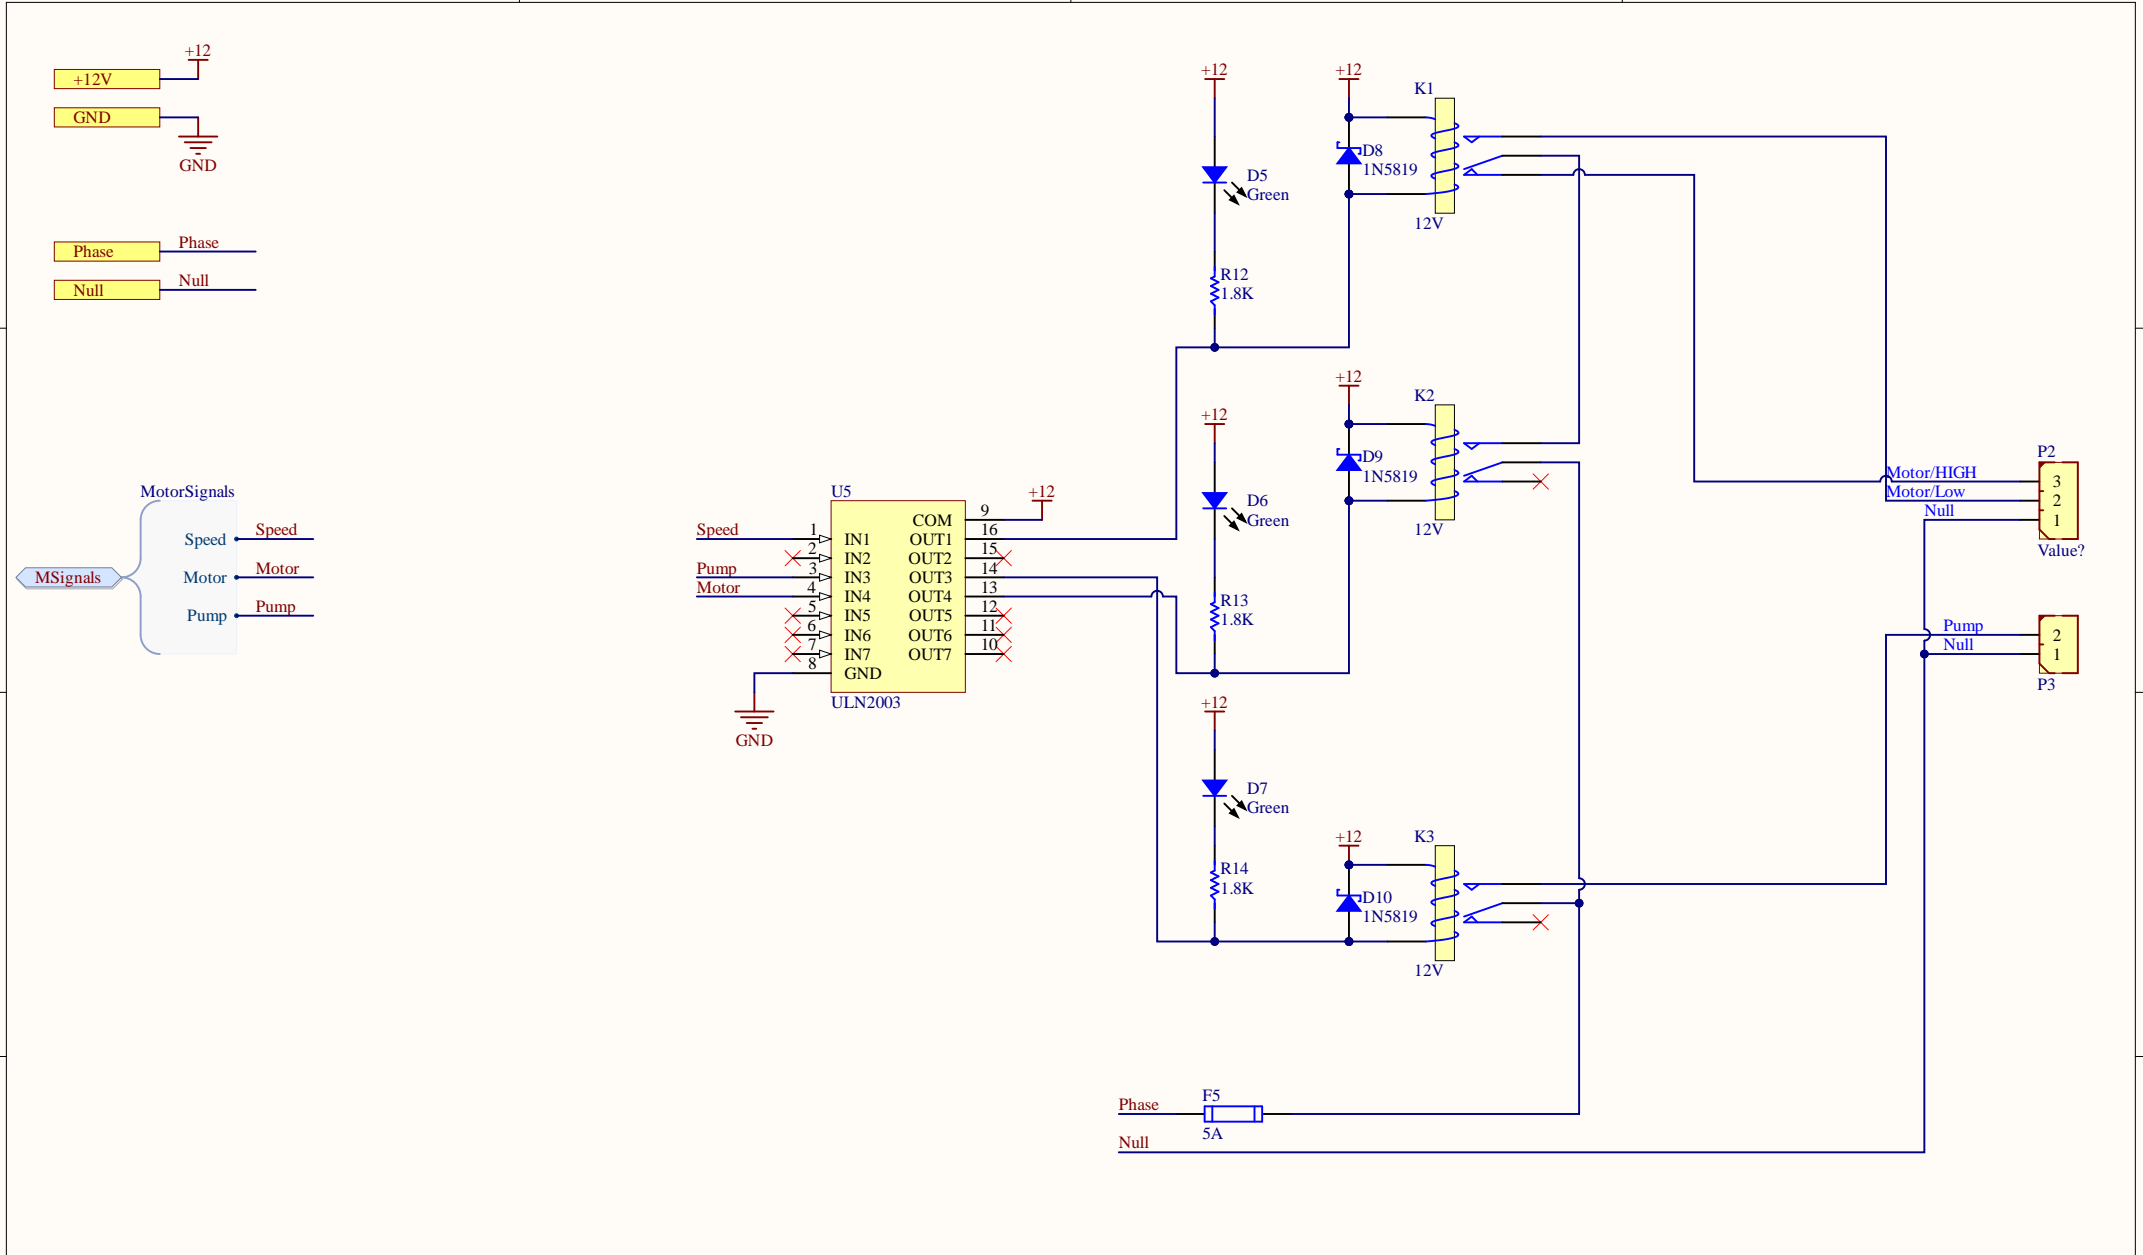 +12
+12V
GND
GND
Phase
Phase
Null
Null
MotorSignals
MSignals
Speed
Speed
Motor
Motor
Pump
Pump
U5
Speed
Pump
Motor
1
2
3
4
5
6
7
8
IN1
IN2
IN3
IN4
IN5
IN6
IN7
GND
COM
OUT1
OUT2
OUT3
OUT4
OUT5
OUT6
OUT7
9
16
15
14
13
12
11
10
+12
ULN2003
GND
+12
D5
Green
R12
1.8K
+12
D8
1N5819
K1
12V
+12
D6
Green
R13
1.8K
+12
D9
1N5819
K2
12V
+12
D7
Green
R14
1.8K
+12
D10
1N5819
K3
12V
Phase
F5
5A
Null
P2
Motor/HIGH
3
Motor/Low
2
Null
1
Value?
Pump
2
Null
1
P3